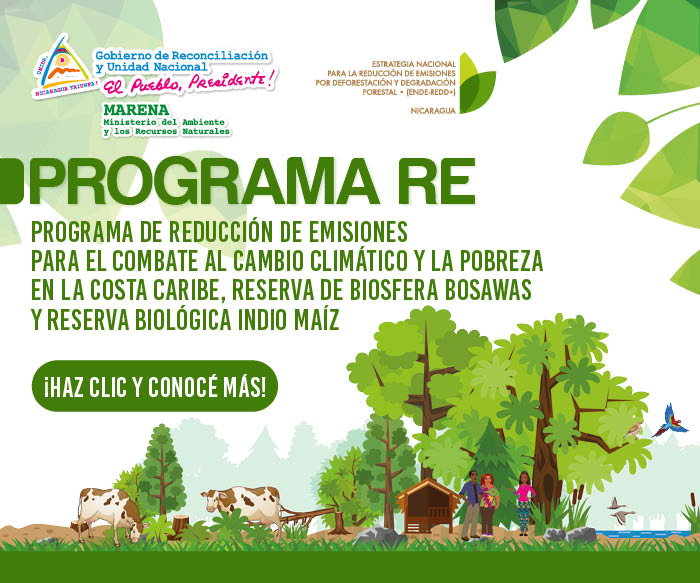 UNIDA,
NICARAGUA TRIUNFA!
Gobierno de Reconciliación
y Unidad Nacional
El Pueblo, Presidente!
MARENA
Ministerio del Ambiente
y los Recursos Naturales
ESTRATEGIA NACIONAL
PARA LA REDUCCIÓN DE EMISIONES
POR DEFORESTACIÓN Y DEGRADACIÓN
FORESTAL • (ENDE-REDD+)
NICARAGUA
PROGRAMA RE
PROGRAMA DE REDUCCIÓN DE EMISIONES
PARA EL COMBATE AL CAMBIO CLIMÁTICO Y LA POBREZA
EN LA COSTA CARIBE, RESERVA DE BIOSFERA BOSAWAS
Y RESERVA BIOLÓGICA INDIO MAÍZ
¡HAZ CLIC Y CONOCÉ MÁS!